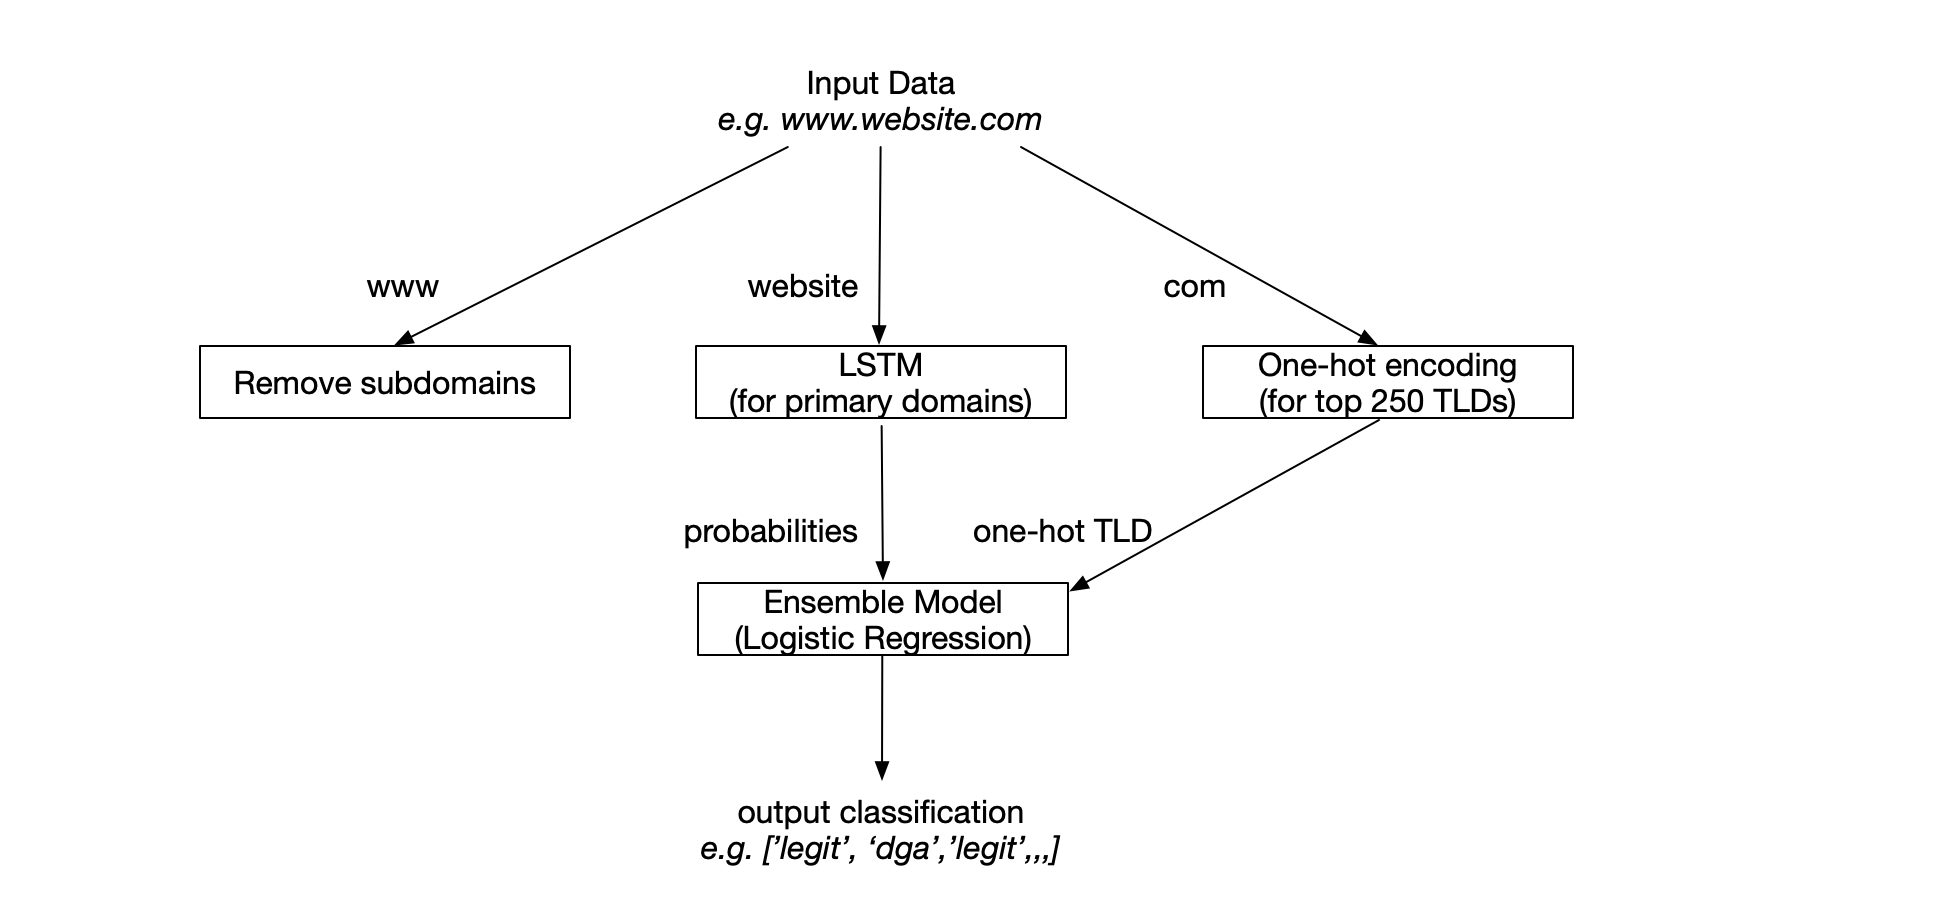 Input Data
e.g. www.website.com
www
website
com
Remove subdomains
LSTM
(for primary domains)
One-hot encoding
(for top 250 TLDs)
probabilities
one-hot TLD
Ensemble Model
(Logistic Regression)
output classification
e.g. [’legit’, ‘dga’,’legit’,,,]